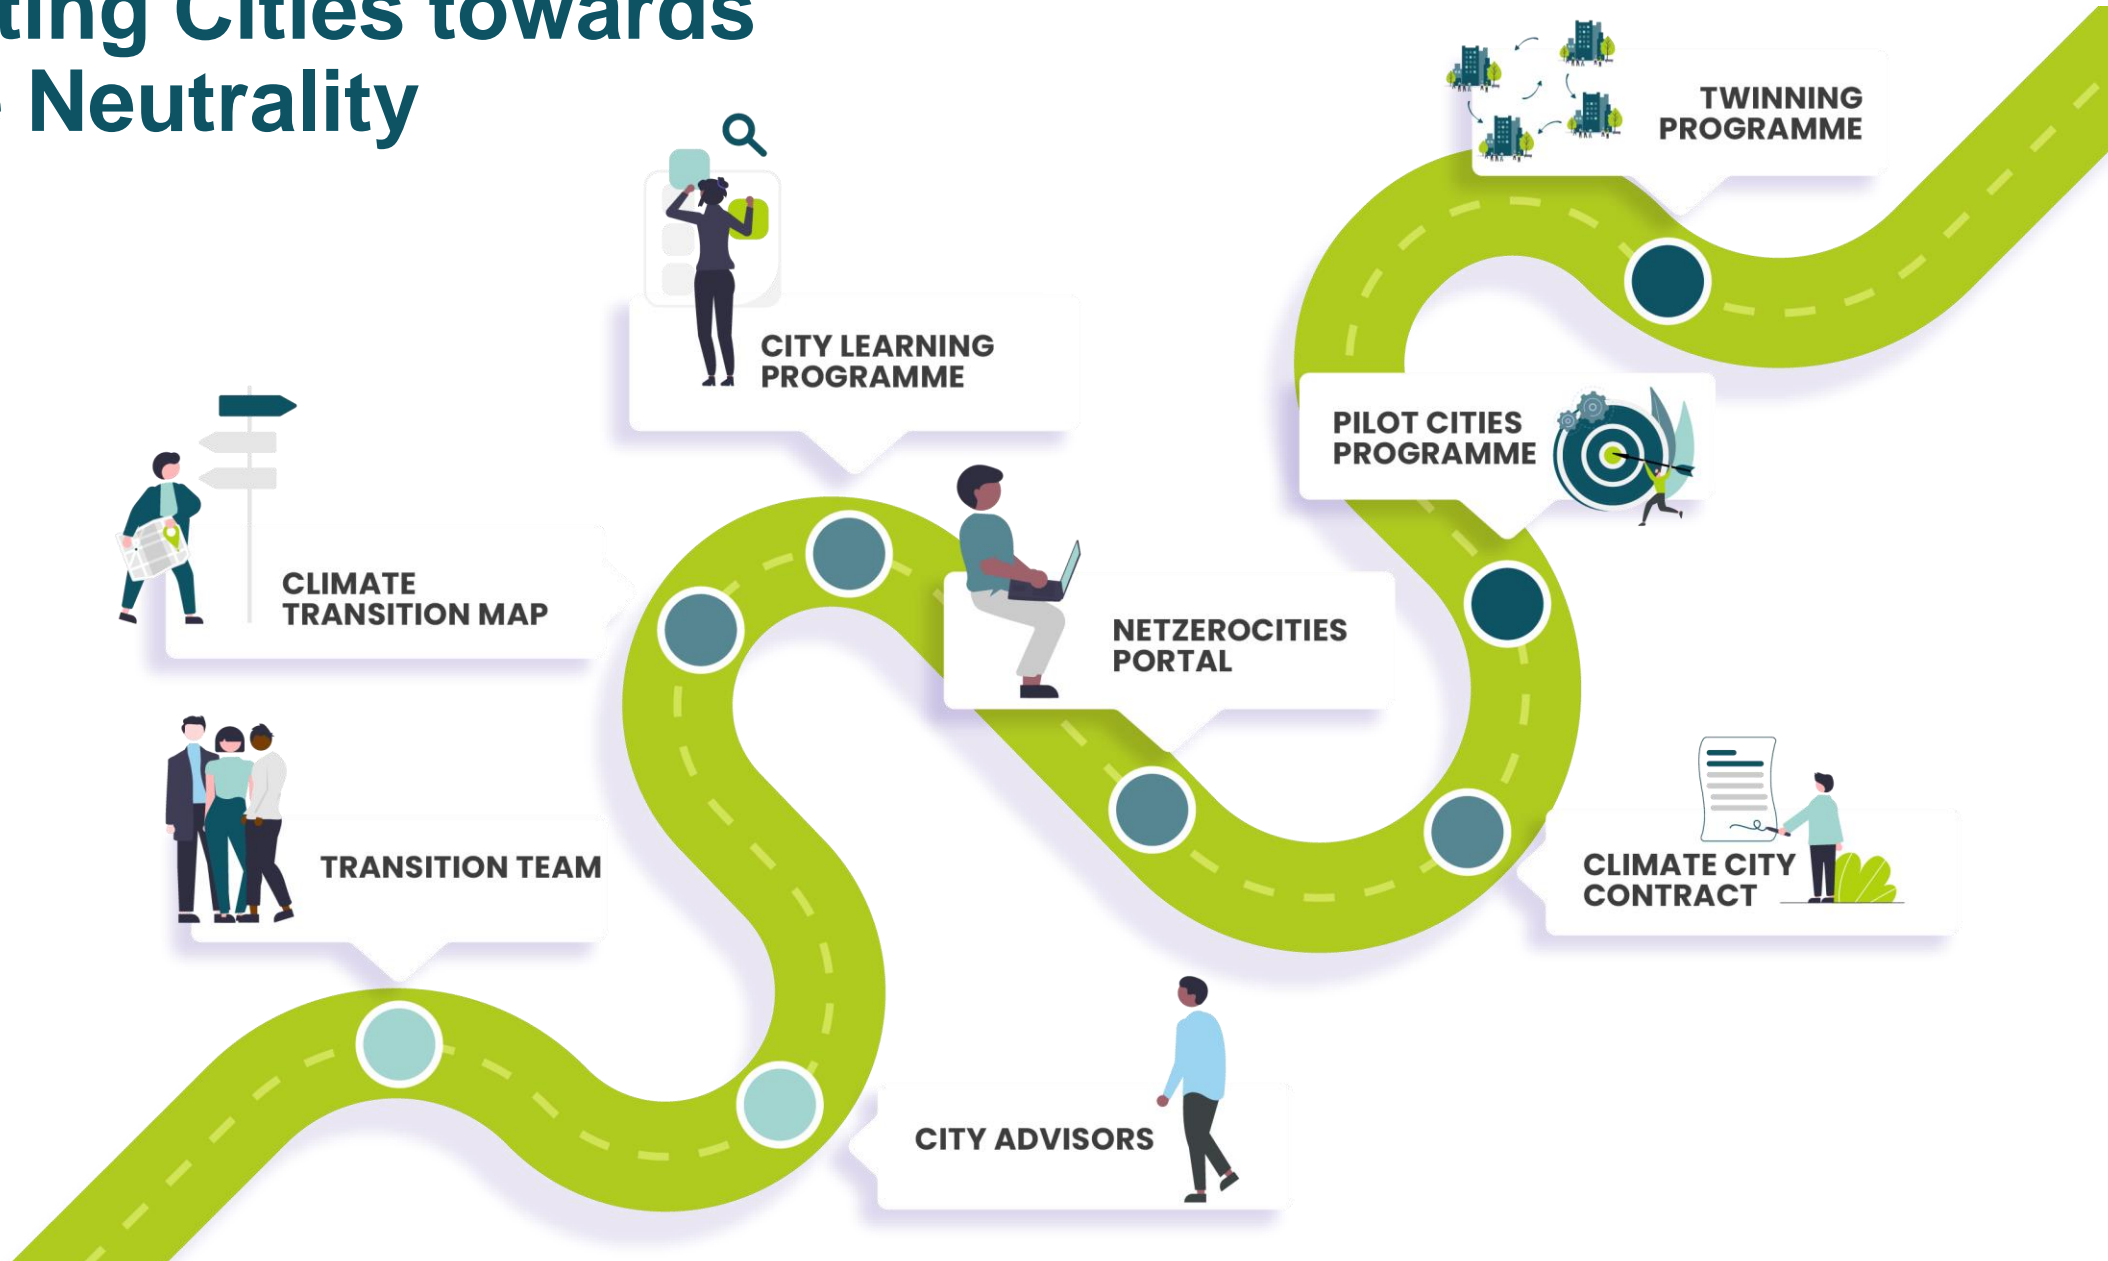 ting Cities towards
Neutrality
TWINNING
PROGRAMME
CITY LEARNING
PROGRAMME
PILOT CITIES
PROGRAMME
CLIMATE
TRANSITION MAP
NETZEROCITIES
PORTAL
TRANSITION TEAM
CLIMATE CITY
CONTRACT
CITY ADVISORS